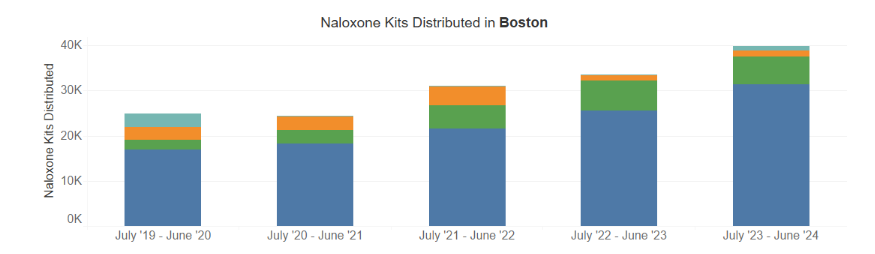 Naloxone Kits Distributed in Boston
Naloxone Kits Distributed
40K
30K
20K
10K
0K
July '19 - June '20
July '20 - June '21
July '21 - June '22
July '22 - June '23
July '23 - June '24